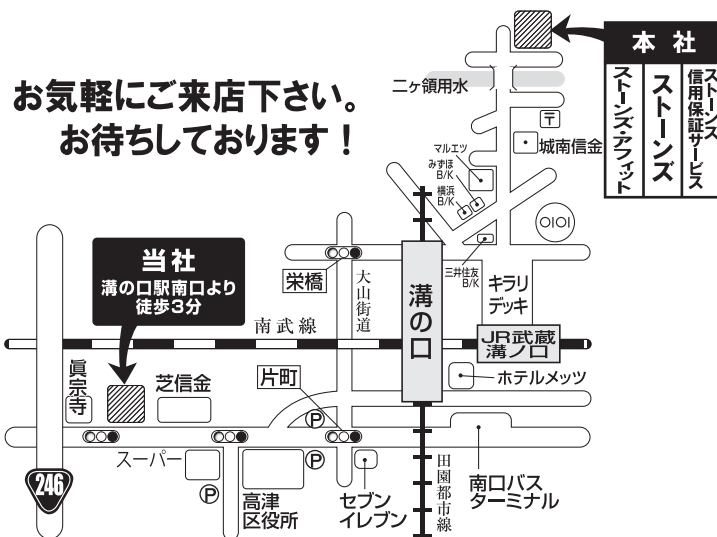 お気軽にご来店下さい。
お待ちしております！
本社
ストーンズ・アフィット
ストーンズ
ストーンズ
信用保証サービス
二ヶ領用水
〒
城南信金
マルエツ
みずほ
B/K
横浜
B/K
OIOI
三井住友
B/K
キラリ
デッキ
当社
溝の口駅南口より
徒歩3分
栄橋
大山街道
溝の口
南武線
JR武蔵
溝ノ口
眞宗寺
芝信金
片町
ホテルメッツ
P
スーパー
P
P
246
高津
区役所
セブン
イレブン
田園都市線
南口バス
ターミナル